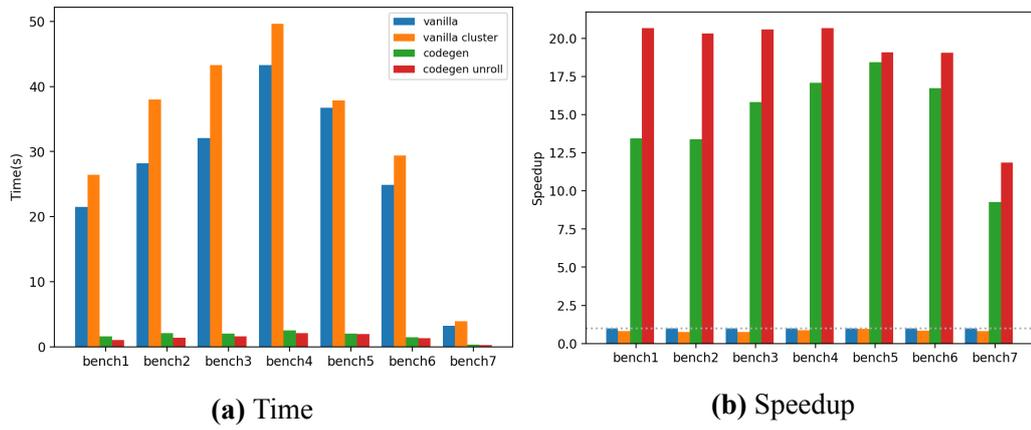 50
40
30
20
10
0
Time(s)
vanilla
vanilla cluster
codegen
codegen unroll
bench1 bench2 bench3 bench4 bench5 bench6 bench7
(a) Time
20.0
17.5
15.0
12.5
10.0
7.5
5.0
2.5
0.0
Speedup
bench1 bench2 bench3 bench4 bench5 bench6 bench7
(b) Speedup